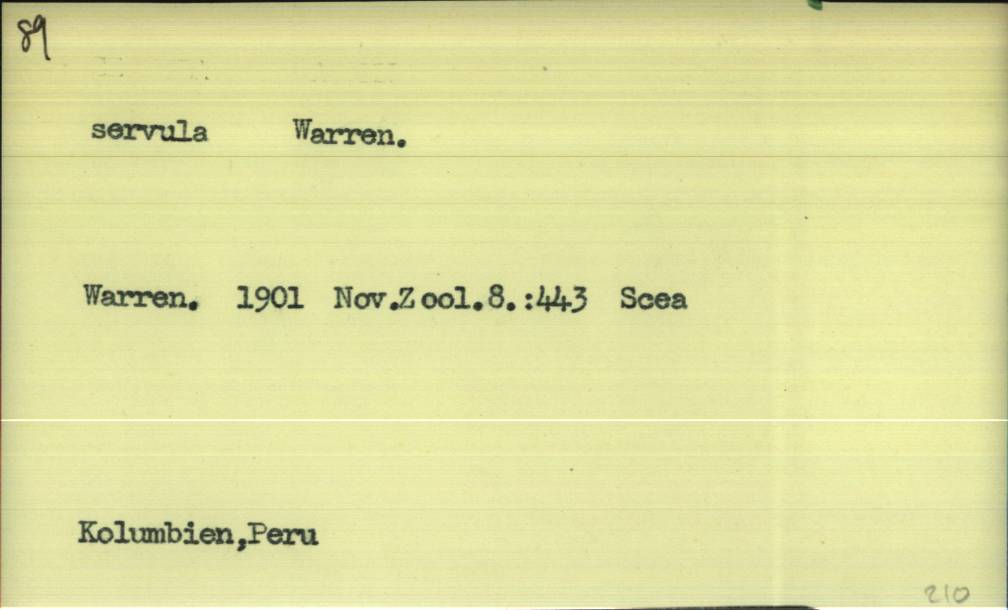 89
servula Warren.
Warren. 1901 Nov.Zool.8.:443 Scea
Kolumbien,Peru
210